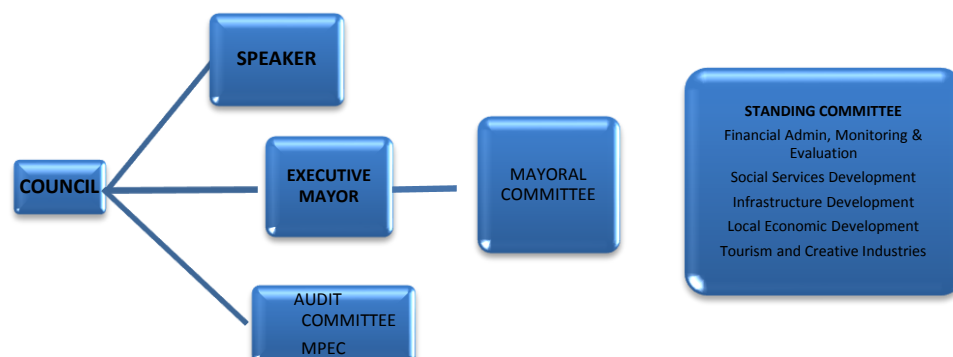 SPEAKER
COUNCIL
EXECUTIVE
MAYOR
MAYORAL
COMMITTEE
AUDIT
COMMITTEE
MPEC
STANDING COMMITTEE
Financial Admin, Monitoring &
Evaluation
Social Services Development
Infrastructure Development
Local Economic Development
Tourism and Creative Industries